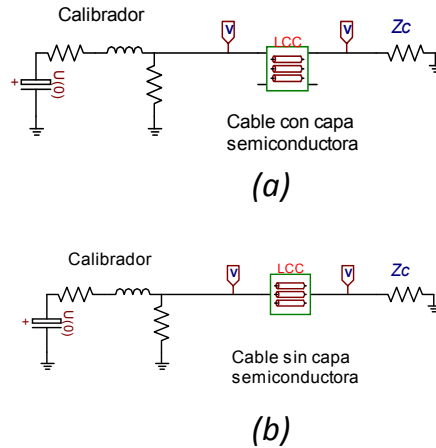 Calibrador
LCC
V
V
Zc
+
U(0)
Cable con capa
semiconductora
(a)
Calibrador
LCC
V
V
Zc
+
U(0)
Cable sin capa
semiconductora
(b)